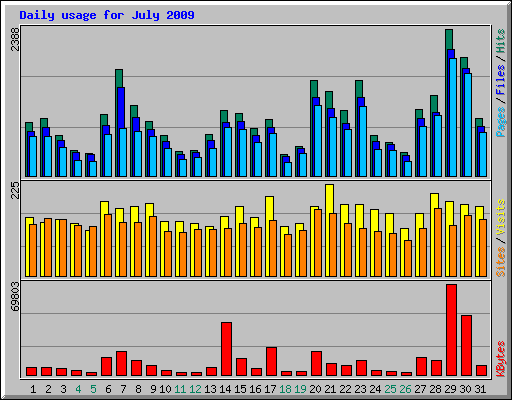 Daily usage for July 2009
2388
Pages / Files / Hits
225
Sites / Visits
69803
KBytes
1 2 3 4 5 6 7 8 9 10 11 12 13 14 15 16 17 18 19 20 21 22 23 24 25 26 27 28 29 30 31